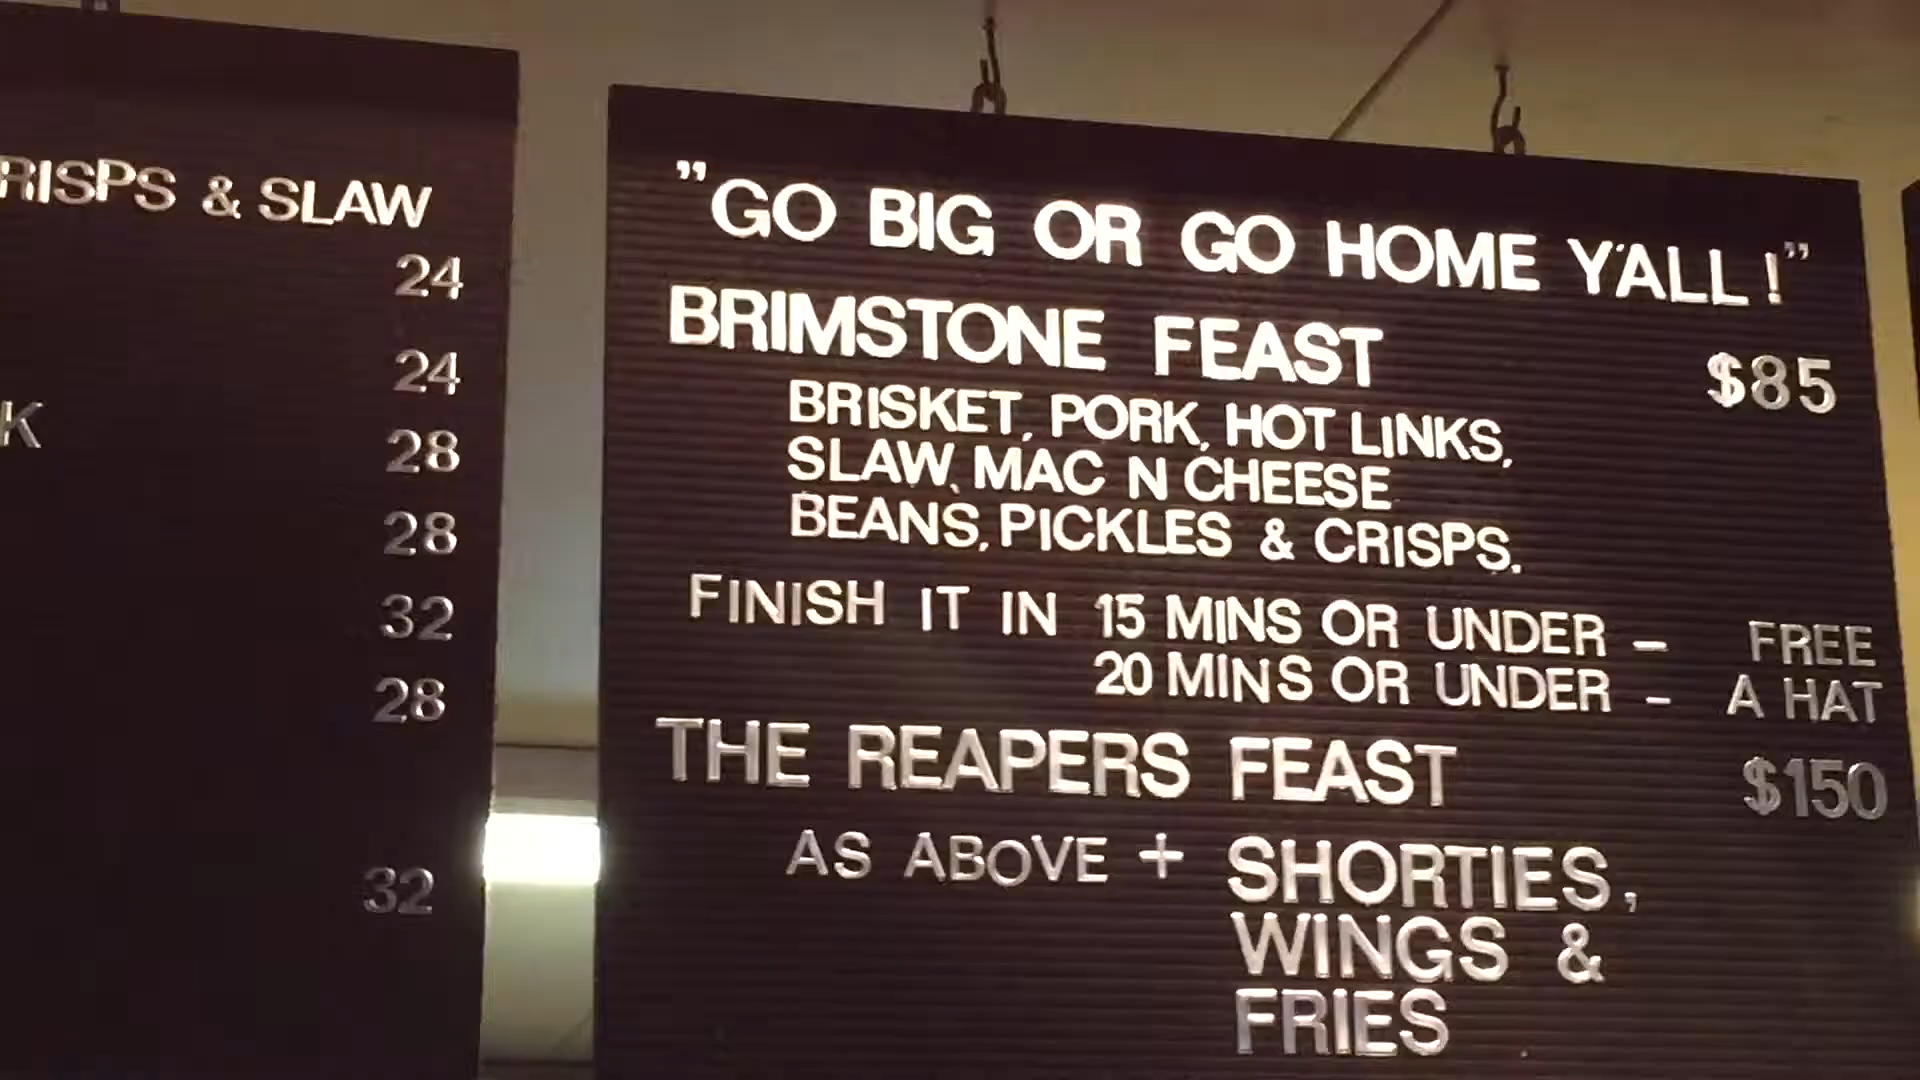 RISPS & SLAW
24
24
K 28
28
32
28
32
"GO BIG OR GO HOME Y'ALL!"
BRIMSTONE FEAST $85
BRISKET, PORK, HOT LINKS,
SLAW, MAC N CHEESE
BEANS, PICKLES & CRISPS.
FINISH IT IN 15 MINS OR UNDER - FREE
20 MINS OR UNDER - A HAT
THE REAPERS FEAST $150
AS ABOVE + SHORTIES,
WINGS &
FRIES